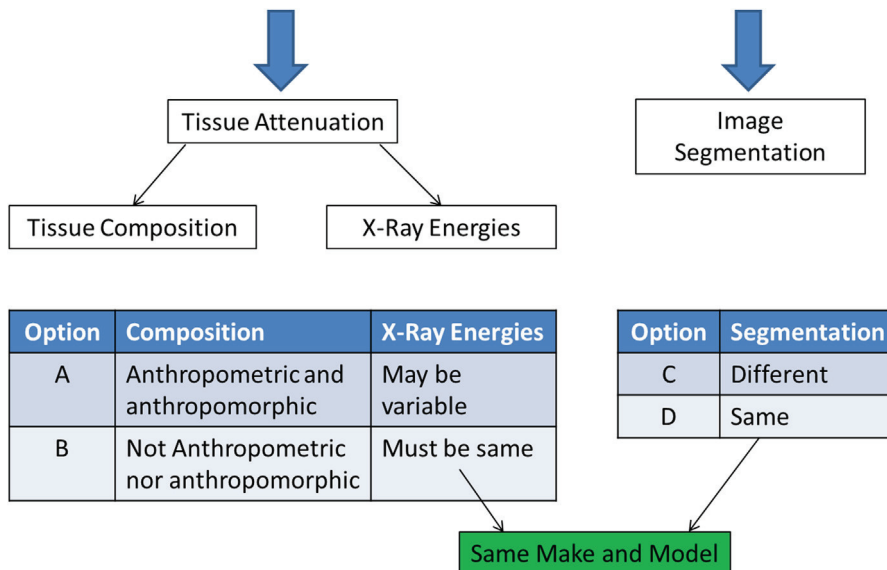 Tissue Attenuation
Image
Segmentation
Tissue Composition
X-Ray Energies
Option Composition X-Ray Energies
A Anthropometric and May be
anthropomorphic variable
B Not Anthropometric Must be same
nor anthropomorphic
Option Segmentation
C Different
D Same
Same Make and Model